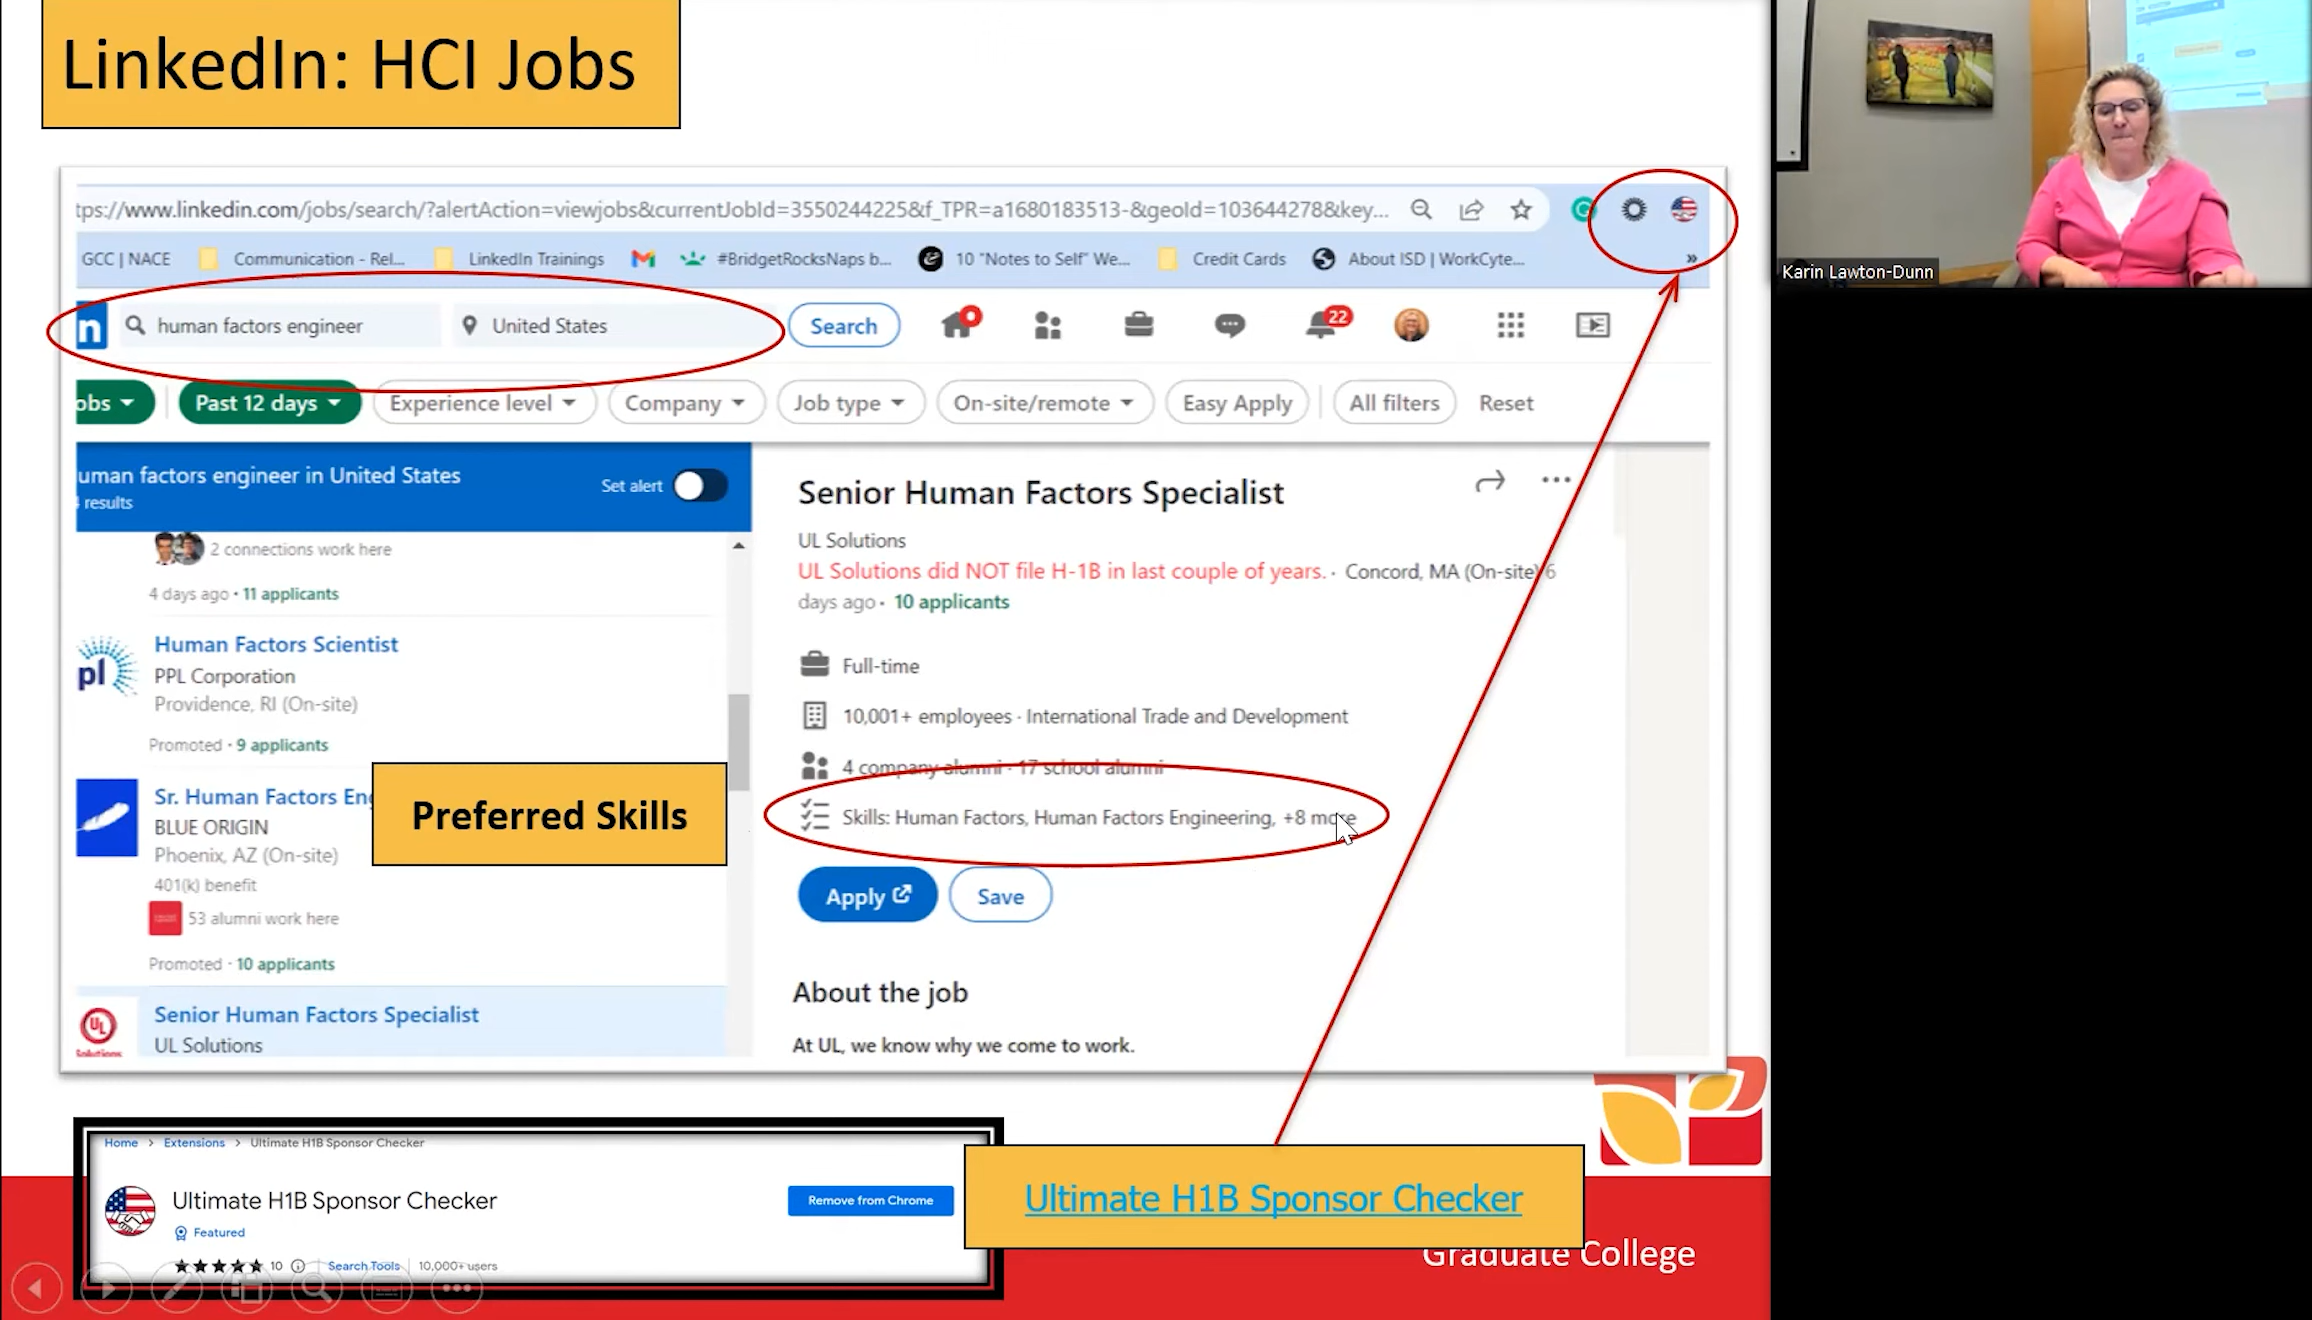 LinkedIn: HCI Jobs
tps://www.linkedin.com/jobs/search/?alertAction=viewjobs&currentJobId=3550244225&f_TPR=a1680183513-&geoId=103644278&key...
GCC | NACE Communication - Rel... LinkedIn Trainings #BridgetRocksNaps b... 10 "Notes to Self" We... Credit Cards About ISD | WorkCyte... »
n human factors engineer United States Search 22
obs Past 12 days Experience level Company Job type On-site/remote Easy Apply All filters Reset
uman factors engineer in United States
results
Set alert
2 connections work here
4 days ago • 11 applicants
pl
Human Factors Scientist
PPL Corporation
Providence, RI (On-site)
Promoted · 9 applicants
Sr. Human Factors En
BLUE ORIGIN
Phoenix, AZ (On-site)
401(k) benefit
53 alumni work here
Promoted · 10 applicants
UL
Solutions
Senior Human Factors Specialist
UL Solutions
Preferred Skills
Senior Human Factors Specialist
UL Solutions
UL Solutions did NOT file H-1B in last couple of years. · Concord, MA (On-site) 6
days ago · 10 applicants
Full-time
10,001+ employees · International Trade and Development
4 company alumni · 17 school alumni
Skills: Human Factors, Human Factors Engineering, +8 more
Apply Save
About the job
At UL, we know why we come to work.
Home > Extensions > Ultimate H1B Sponsor Checker
Ultimate H1B Sponsor Checker
Remove from Chrome
Featured
10 Search Tools 10,000+ users
Ultimate H1B Sponsor Checker
Graduate College
Karin Lawton-Dunn